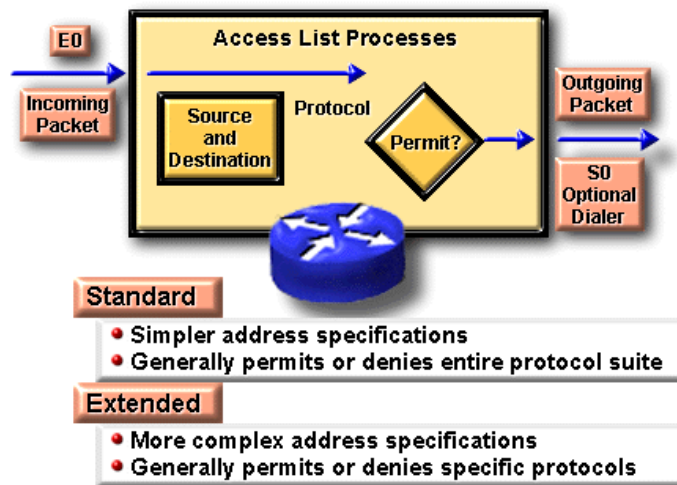 E0
Access List Processes
Incoming
Packet
Source
and
Destination
Protocol
Permit?
Outgoing
Packet
S0
Optional
Dialer
Standard
Simpler address specifications
Generally permits or denies entire protocol suite
Extended
More complex address specifications
Generally permits or denies specific protocols